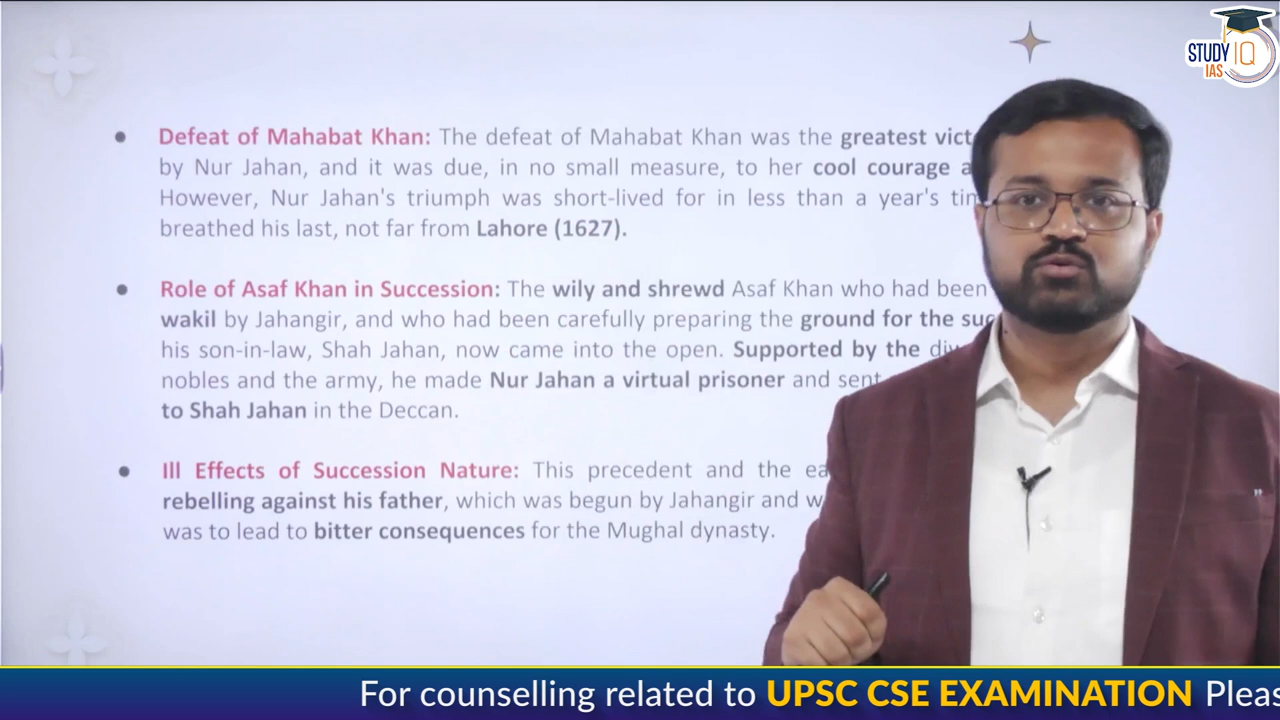 STUDY IQ
IAS
Defeat of Mahabat Khan: The defeat of Mahabat Khan was the greatest
by Nur Jahan, and it was due, in no small measure, to her cool courage
However, Nur Jahan's triumph was short-lived for in less than a year's
breathed his last, not far from Lahore (1627).
Role of Asaf Khan in Succession: The wily and shrewd Asaf Khan who had been
wakil by Jahangir, and who had been carefully preparing the ground for the
his son-in-law, Shah Jahan, now came into the open. Supported by the
nobles and the army, he made Nur Jahan a virtual prisoner and sent
to Shah Jahan in the Deccan.
Ill Effects of Succession Nature: This precedent and the
rebelling against his father, which was begun by Jahangir and
was to lead to bitter consequences for the Mughal dynasty.
For counselling related to UPSC CSE EXAMINATION